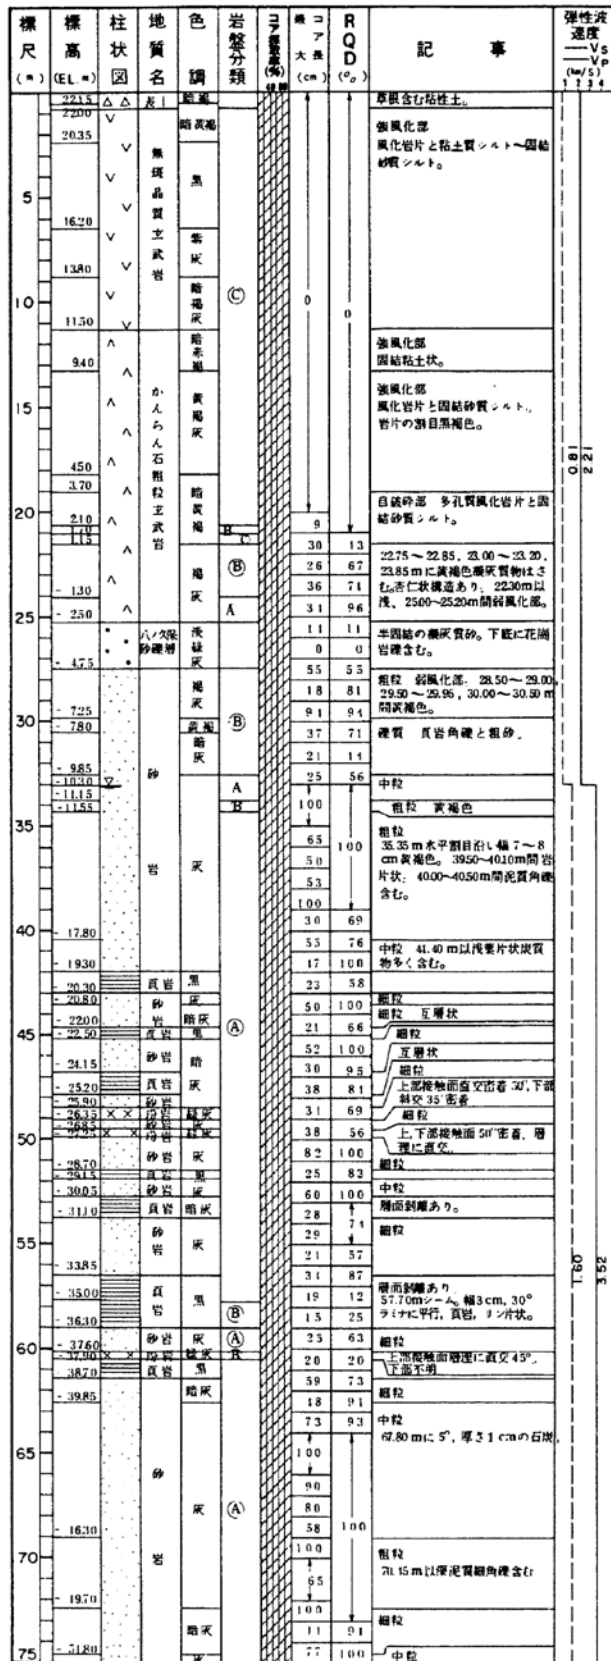 標尺(m) 標高(EL.m) 柱状図 地質名 色調 岩盤分類 コア採取率(%) 最大コア長(cm) RQD(%) 記事 弾性波速度 —Vs —Vp (km/s) 1 2 3 4
22.15 表土 暗褐 草根含む粘性土。
22.00 暗黄褐 強風化部
20.35 風化岩片と粘土質シルト〜固結
砂質シルト。
無斑晶質玄武岩 黒
5
16.20 紫灰
13.80 暗褐灰
10 Ⓒ 0 0
11.50 暗赤褐 強風化部
9.40 固結粘土状。
かんらん石粗粒玄武岩 黄褐灰 強風化部
風化岩片と固結砂質シルト。
岩片の割目黒褐色。
15
4.50 0.81 2.21
3.70 暗黄褐 自破砕部 多孔質風化岩片と固
結砂質シルト。
20
2.10 B 9
1.15 C 30 13
褐灰 Ⓑ 26 67 22.75〜22.85, 23.00〜23.20,
23.85mに黄褐色凝灰質物はさ
む。杏仁状構造あり。22.30m以
浅、25.00〜25.20m間弱風化部。
- 1.30 36 71
25 - 2.50 A 31 96
八ノ久保砂礫層 淡緑灰 11 11 半固結の凝灰質砂。下底に花崗
岩礫含む。
- 4.75 0 0
砂岩 褐灰 55 55 粗粒 弱風化部. 28.50〜29.00,
29.50〜29.95, 30.00〜30.50m
間黄褐色。
18 81
- 7.25 91 91
30 - 7.80 黄褐 Ⓑ 37 71 礫質 頁岩角礫と粗砂。
暗灰 21 14
- 9.85 25 56 中粒
-10.30 A
-11.15 100 粗粒 黄褐色
-11.55 B
35 灰 65 100 粗粒
35.35m水平割目沿い幅7〜8
cm黄褐色。39.50〜40.10m間岩
片状。40.00〜40.50m間泥質角礫
含む。
50
53
100
40 30 69
- 17.80 55 76 中粒 41.40m以浅葉片状炭質
物多く含む。
- 19.30 17 100
- 20.30 頁岩 黒 23 58
- 20.80 砂岩 灰 50 100 細粒
- 22.00 暗灰 細粒 互層状
45 - 22.50 頁岩 黒 Ⓐ 21 66 細粒
- 24.15 砂岩 暗灰 52 100 互層状
30 95 細粒
- 25.20 頁岩 38 81 上部接触面直交密着50°,下部
斜交35°密着
- 25.90 砂岩
- 26.35 緑灰 31 69 細粒
- 26.85 砂岩 灰
50 - 27.25 緑灰 38 56 上,下部接触面50°密着、層
理に直交。
- 28.70 砂岩 灰 82 100 細粒
- 29.15 頁岩 黒 25 83
- 30.05 砂岩 灰 60 100 中粒
- 31.10 頁岩 暗灰 28 71 層面剥離あり。
55 砂岩 灰 29 細粒
- 33.85 21 57
31 87
- 35.00 頁岩 黒 19 12 層面剥離あり
57.70mシーム。幅3cm,30°
ラミナに平行,頁岩,リン片状。
- 36.30 Ⓑ 15 25 1.60 3.52
60 - 37.60 砂岩 灰 Ⓐ 25 63 細粒
- 37.90 緑灰 B 20 20 上部接触面層理に直交45°,
下部不明
- 38.70 頁岩 黒
59 73
- 39.85 暗灰 18 91 細粒
砂岩 灰 Ⓐ 73 93 中粒
67.80mに5°,厚さ1cmの石炭。
65 100
90
80
58 100
- 16.30
70 100 粗粒
70.45m以深泥質細角礫含む
65
- 19.70 100
暗灰 11 91 細粒
75 - 51.80 灰 77 100 中粒